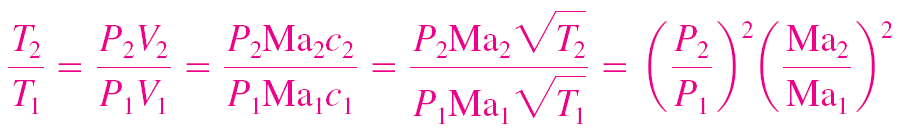 T₂/T₁ = P₂V₂/P₁V₁ = P₂Ma₂c₂/P₁Ma₁c₁ = P₂Ma₂√T₂/P₁Ma₁√T₁ = (P₂/P₁)²(Ma₂/Ma₁)²